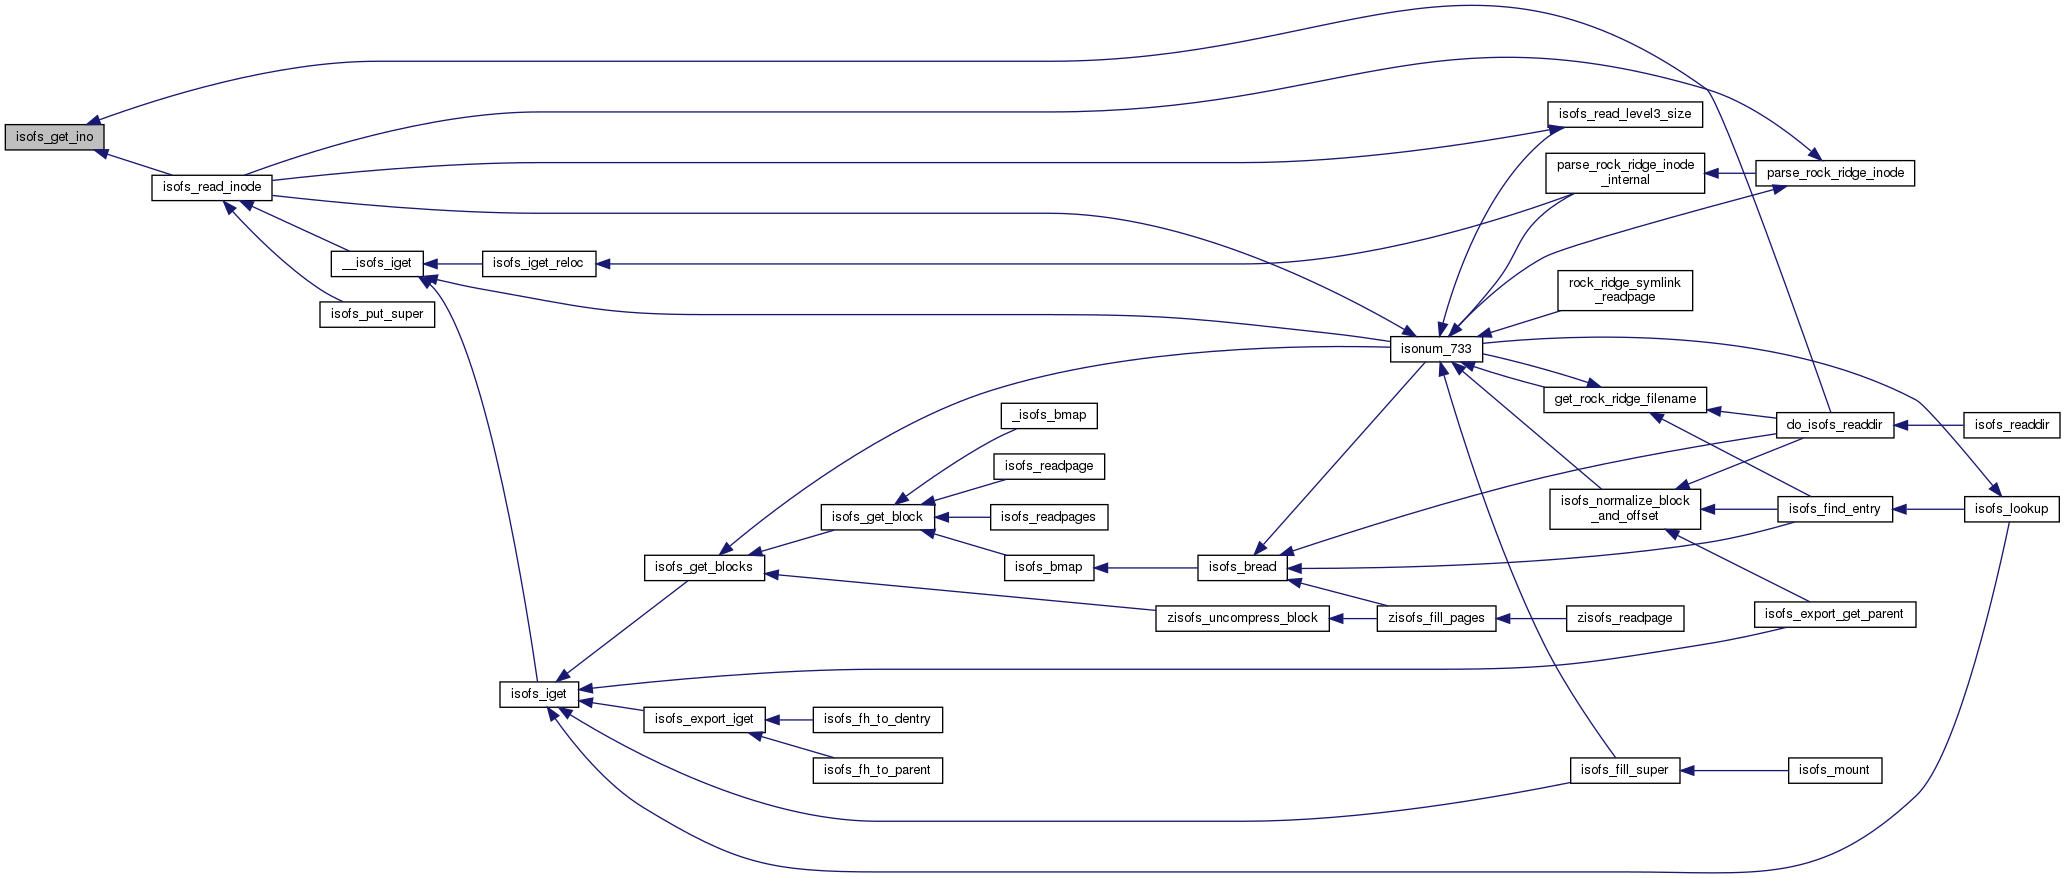 isofs_get_ino
isofs_read_inode
__isofs_iget
isofs_put_super
isofs_iget_reloc
isofs_iget
isofs_get_blocks
isofs_export_iget
isofs_fh_to_dentry
isofs_fh_to_parent
isofs_get_block
_isofs_bmap
isofs_readpage
isofs_readpages
isofs_bmap
zisofs_uncompress_block
isofs_bread
zisofs_fill_pages
zisofs_readpage
isonum_733
isofs_read_level3_size
parse_rock_ridge_inode
_internal
parse_rock_ridge_inode
rock_ridge_symlink
_readpage
get_rock_ridge_filename
do_isofs_readdir
isofs_readdir
isofs_normalize_block
_and_offset
isofs_find_entry
isofs_lookup
isofs_export_get_parent
isofs_fill_super
isofs_mount